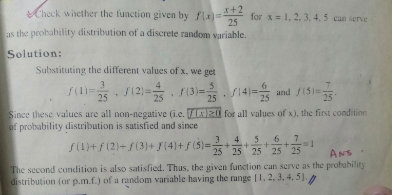 Check whether the function given by f(x)=x+2/25 for x=1, 2, 3, 4, 5 can serve
as the probability distribution of a discrete random variable.
Solution:
Substituting the different values of x, we get
f(1)=3/25, f(2)=4/25, f(3)=5/25, f(4)=6/25 and f(5)=7/25.
Since these values are all non-negative (i.e. f(x)≥0 for all values of x), the first condition
of probability distribution is satisfied and since
f(1)+f(2)+f(3)+f(4)+f(5)=3/25+4/25+5/25+6/25+7/25=1
Ans
The second condition is also satisfied. Thus, the given function can serve as the probability
distribution (or p.m.f.) of a random variable having the range {1, 2, 3, 4, 5}.